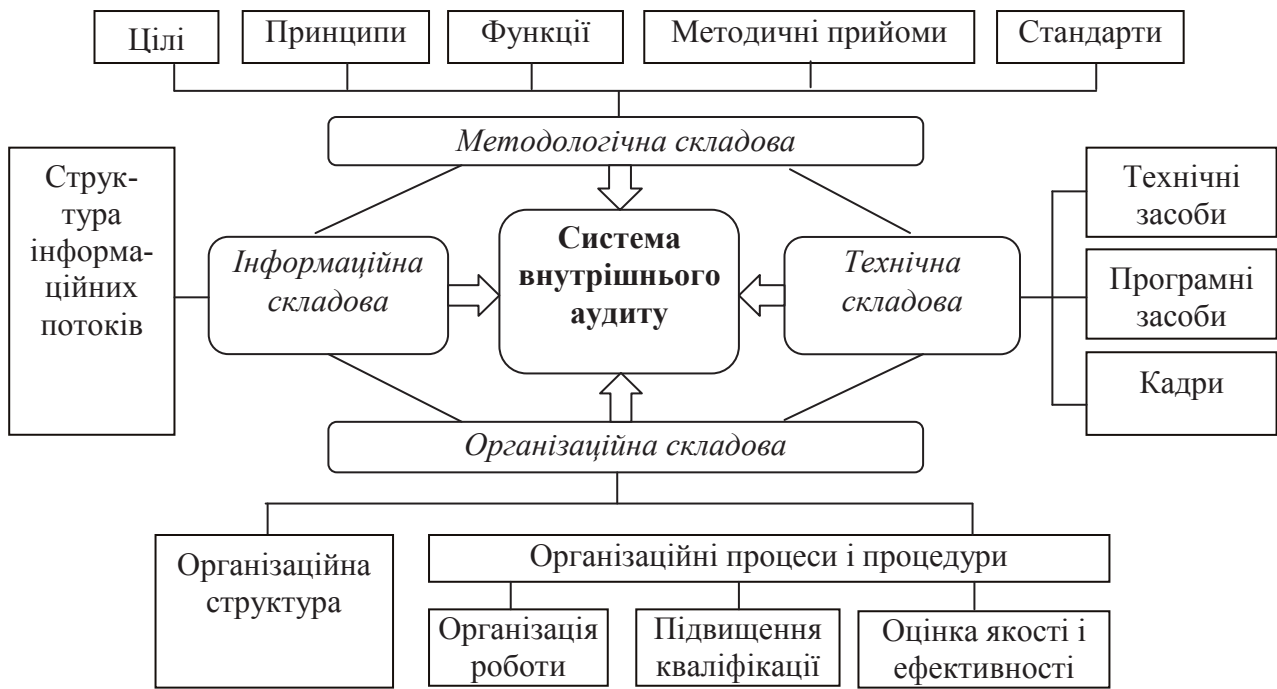 Цілі
Принципи
Функції
Методичні прийоми
Стандарти
Методологічна складова
Струк-
тура
інформа-
ційних
потоків
Інформаційна
складова
Система
внутрішнього
аудиту
Технічна
складова
Технічні
засоби
Програмні
засоби
Кадри
Організаційна складова
Організаційна
структура
Організаційні процеси і процедури
Організація
роботи
Підвищення
кваліфікації
Оцінка якості і
ефективності